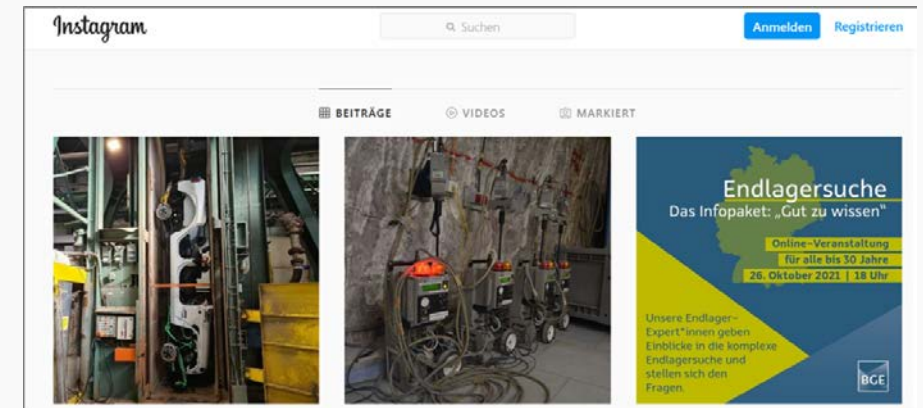 Instagram
Suchen
Anmelden
Registrieren
BEITRÄGE
VIDEOS
MARKIERT
Endlagersuche
Das Infopaket: „Gut zu wissen“
Online-Veranstaltung
für alle bis 30 Jahre
26. Oktober 2021 | 18 Uhr
Unsere Endlager-
Expert*innen geben
Einblicke in die komplexe
Endlagersuche und
stellen sich den
Fragen.
BGE